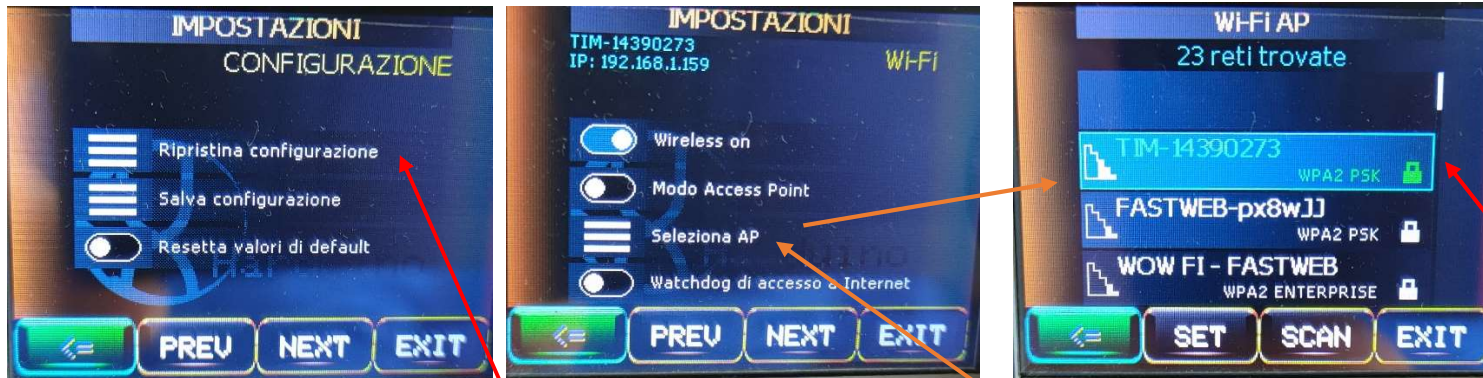 IMPOSTAZIONI
CONFIGURAZIONE
Ripristina configurazione
Salva configurazione
Resetta valori di default
<= PREV NEXT EXIT
IMPOSTAZIONI
TIM-14390273
IP: 192.168.1.159
Wi-Fi
Wireless on
Modo Access Point
Seleziona AP
Watchdog di accesso a Internet
<= PREV NEXT EXIT
Wi-Fi AP
23 reti trovate
TIM-14390273
WPA2 PSK
FASTWEB-px8wJJ
WPA2 PSK
WOW FI - FASTWEB
WPA2 ENTERPRISE
<= SET SCAN EXIT